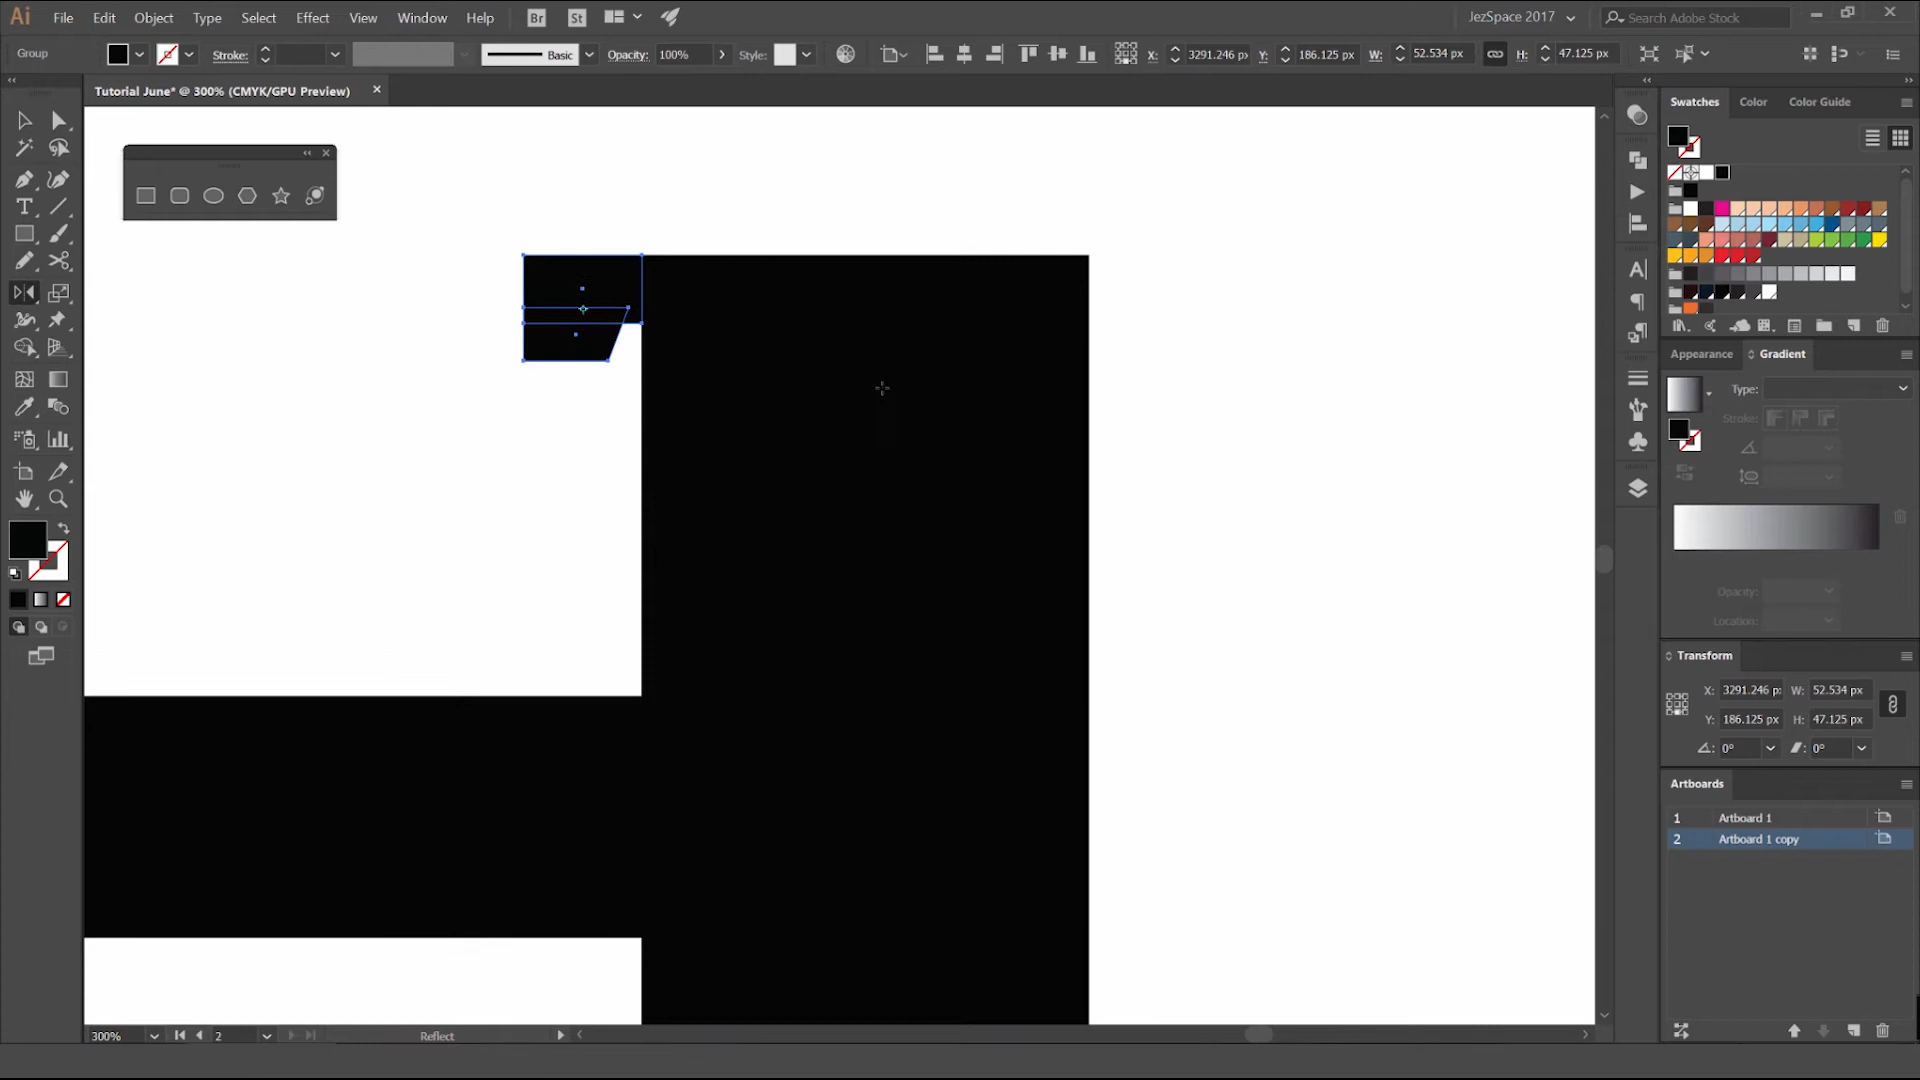 Ai File Edit Object Type Select Effect View Window Help Br St JezSpace 2017 Search Adobe Stock
Group Stroke: Basic Opacity: 100% Style: X: 3291.246 px Y: 186.125 px W: 52.534 px H: 47.125 px
Tutorial June* @ 300% (CMYK/GPU Preview)
Swatches Color Color Guide
Appearance Gradient
Type:
Stroke:
Opacity:
Location:
Transform
X: 3291.246 px W: 52.534 px
Y: 186.125 px H: 47.125 px
0° 0°
Artboards
1 Artboard 1
2 Artboard 1 copy
300% 2 Reflect